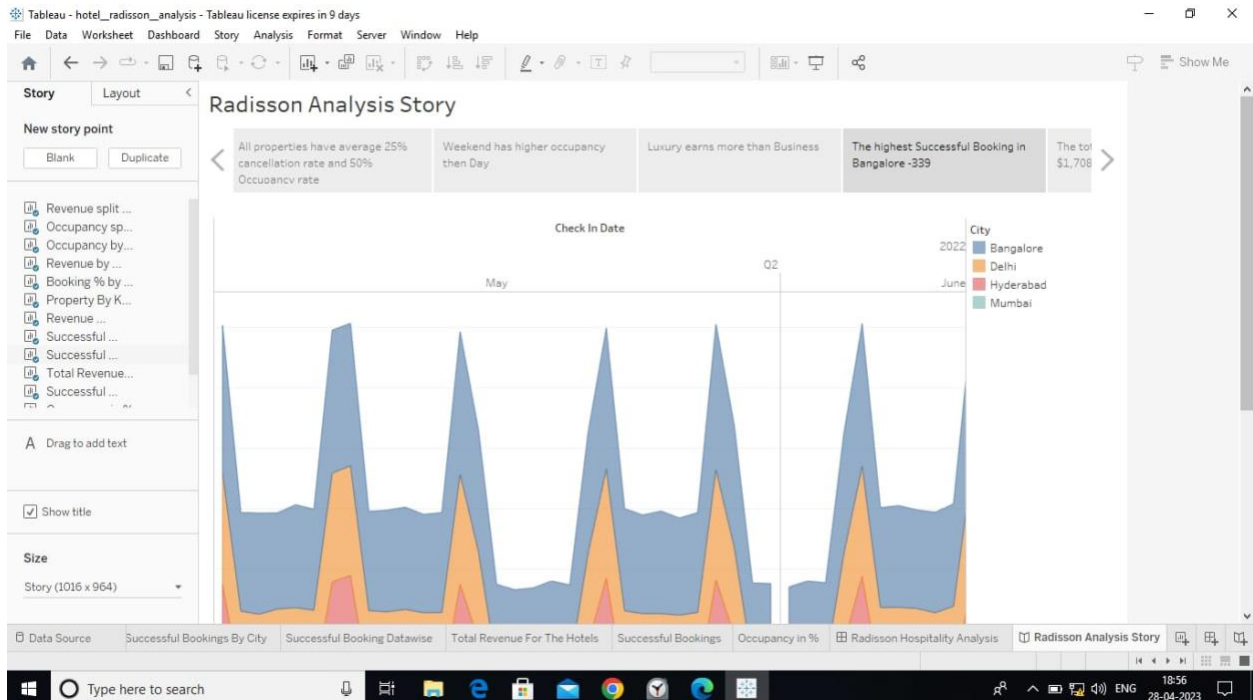 Tableau - hotel__radisson__analysis - Tableau license expires in 9 days
File Data Worksheet Dashboard Story Analysis Format Server Window Help
Show Me
Story Layout
New story point
Blank Duplicate
Revenue split ...
Occupancy sp...
Occupancy by...
Revenue by ...
Booking % by ...
Property By K...
Revenue ...
Successful ...
Successful ...
Total Revenue...
Successful ...
A Drag to add text
Show title
Size
Story (1016 x 964)
Radisson Analysis Story
All properties have average 25%
cancellation rate and 50%
Occupancy rate
Weekend has higher occupancy
then Day
Luxury earns more than Business
The highest Successful Booking in
Bangalore -339
The tot
$1,708
Check In Date
2022
Q2
May
June
City
Bangalore
Delhi
Hyderabad
Mumbai
Data Source Successful Bookings By City Successful Booking Datawise Total Revenue For The Hotels Successful Bookings Occupancy in % Radisson Hospitality Analysis Radisson Analysis Story
Type here to search
ENG
18:56
28-04-2023